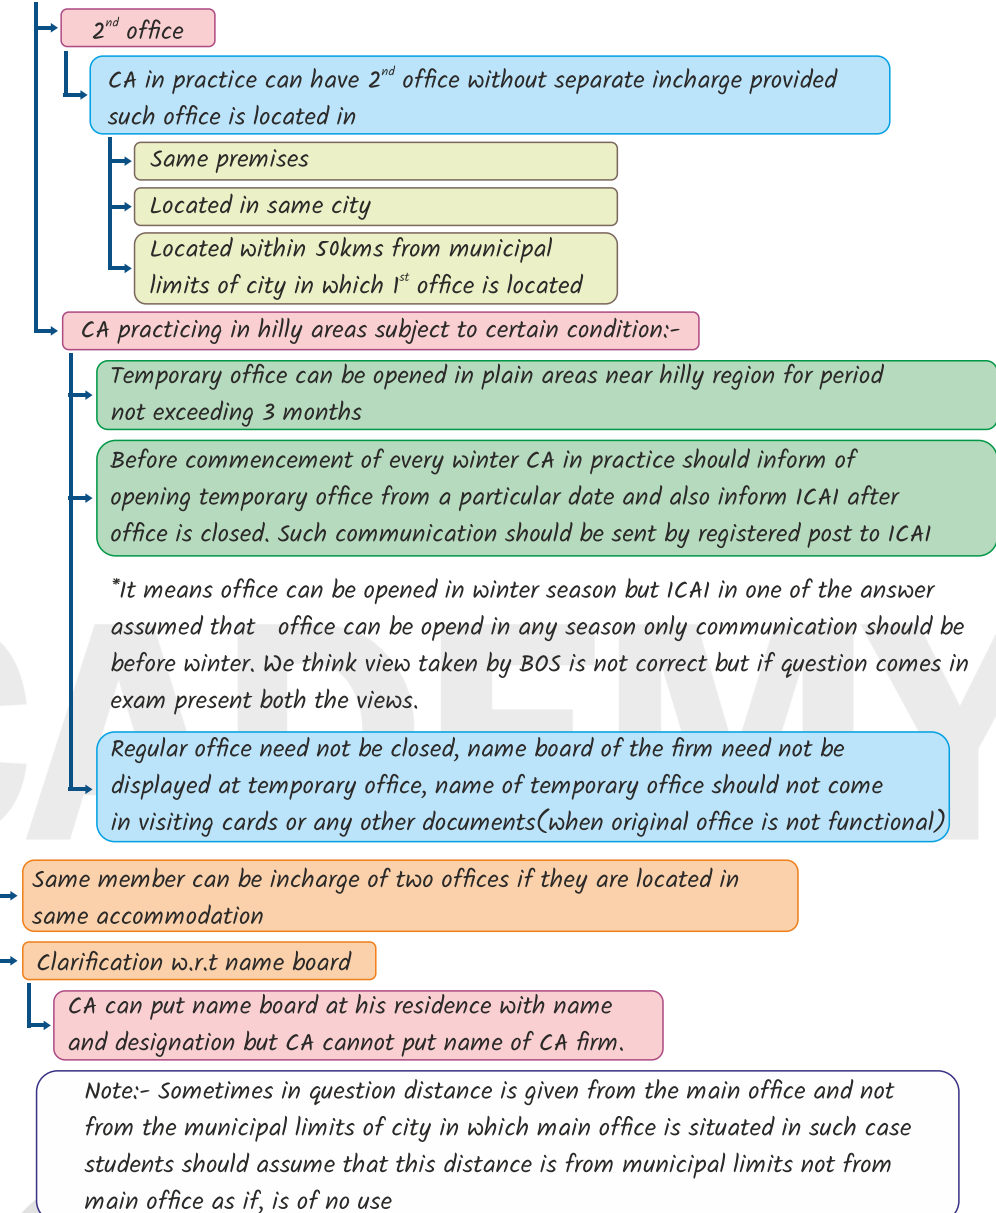 2nd office
CA in practice can have 2nd office without separate incharge provided
such office is located in
Same premises
Located in same city
Located within 50kms from municipal
limits of city in which 1st office is located
CA practicing in hilly areas subject to certain condition:-
Temporary office can be opened in plain areas near hilly region for period
not exceeding 3 months
Before commencement of every winter CA in practice should inform of
opening temporary office from a particular date and also inform ICAI after
office is closed. Such communication should be sent by registered post to ICAI
*It means office can be opened in winter season but ICAI in one of the answer
assumed that office can be opend in any season only communication should be
before winter. We think view taken by BOS is not correct but if question comes in
exam present both the views.
Regular office need not be closed, name board of the firm need not be
displayed at temporary office, name of temporary office should not come
in visiting cards or any other documents(when original office is not functional)
Same member can be incharge of two offices if they are located in
same accommodation
Clarification w.r.t name board
CA can put name board at his residence with name
and designation but CA cannot put name of CA firm.
Note:- Sometimes in question distance is given from the main office and not
from the municipal limits of city in which main office is situated in such case
students should assume that this distance is from municipal limits not from
main office as if, is of no use
CADEMY